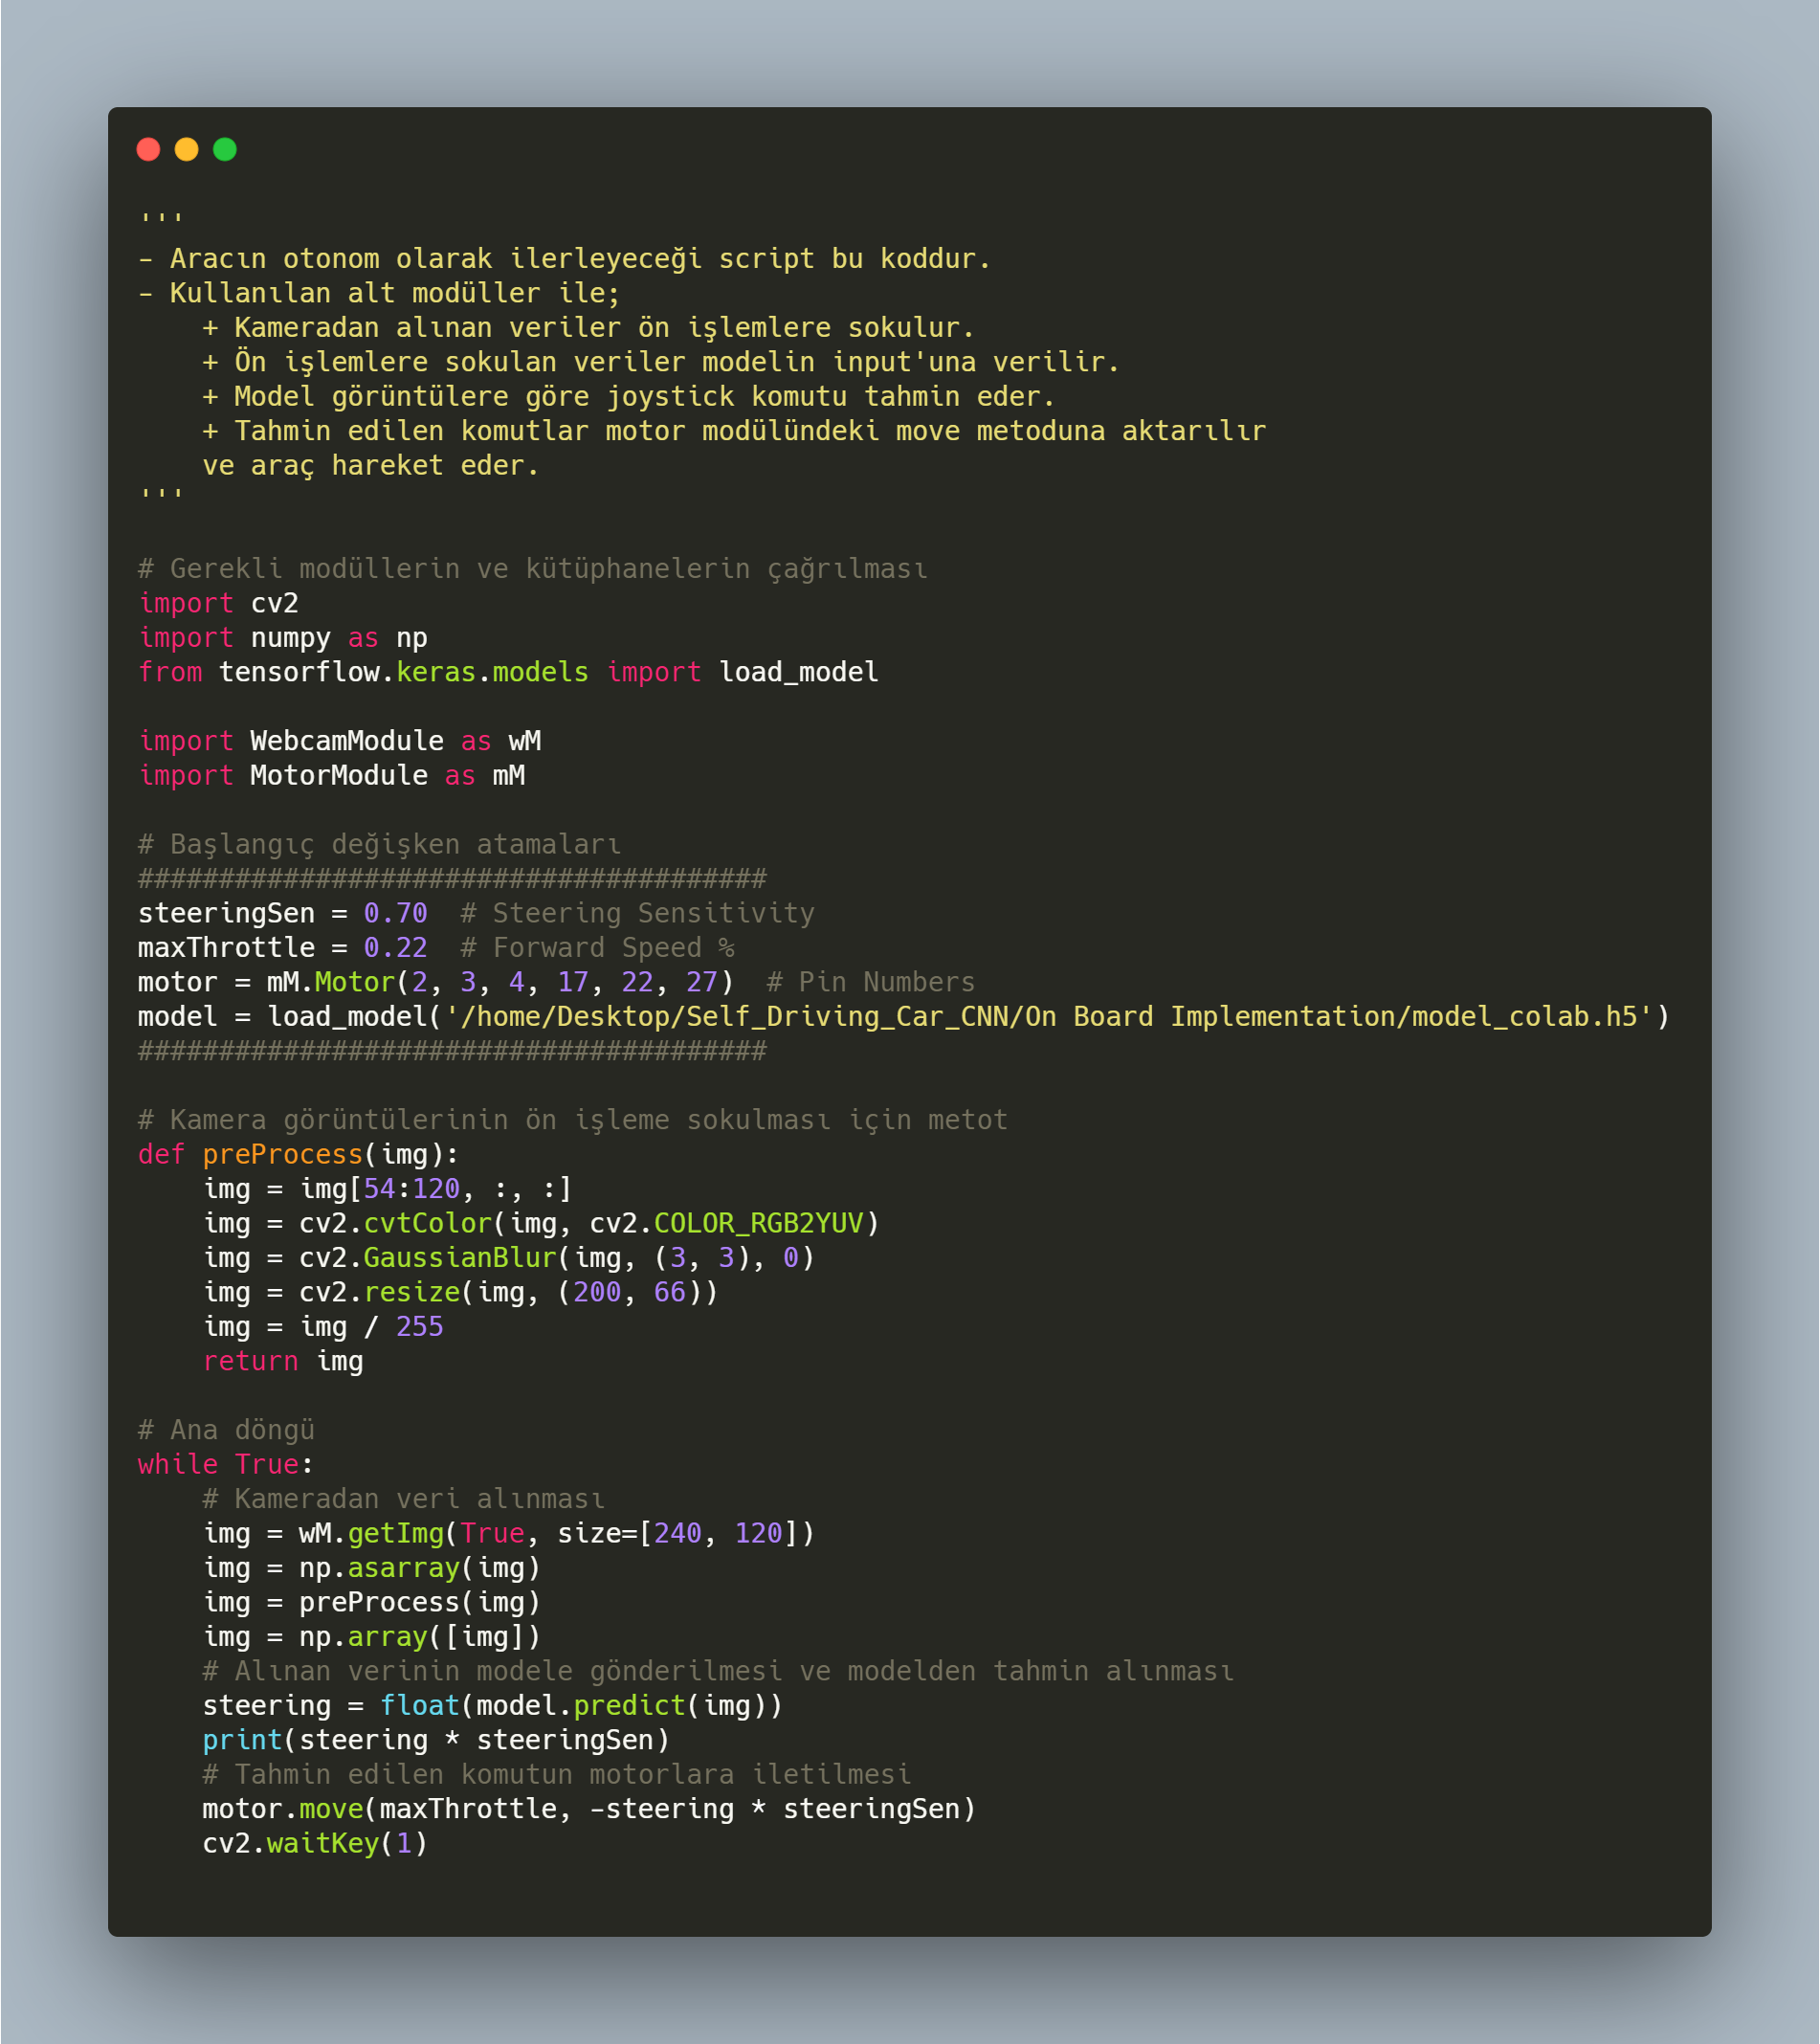 '''
- Aracın otonom olarak ilerleyeceği script bu koddur.
- Kullanılan alt modüller ile;
    + Kameradan alınan veriler ön işlemlere sokulur.
    + Ön işlemlere sokulan veriler modelin input'una verilir.
    + Model görüntülere göre joystick komutu tahmin eder.
    + Tahmin edilen komutlar motor modülündeki move metoduna aktarılır
    ve araç hareket eder.
'''

# Gerekli modüllerin ve kütüphanelerin çağrılması
import cv2
import numpy as np
from tensorflow.keras.models import load_model

import WebcamModule as wM
import MotorModule as mM

# Başlangıç değişken atamaları
#######################################
steeringSen = 0.70  # Steering Sensitivity
maxThrottle = 0.22  # Forward Speed %
motor = mM.Motor(2, 3, 4, 17, 22, 27)  # Pin Numbers
model = load_model('/home/Desktop/Self_Driving_Car_CNN/On Board Implementation/model_colab.h5')
#######################################

# Kamera görüntülerinin ön işleme sokulması için metot
def preProcess(img):
    img = img[54:120, :, :]
    img = cv2.cvtColor(img, cv2.COLOR_RGB2YUV)
    img = cv2.GaussianBlur(img, (3, 3), 0)
    img = cv2.resize(img, (200, 66))
    img = img / 255
    return img

# Ana döngü
while True:
    # Kameradan veri alınması
    img = wM.getImg(True, size=[240, 120])
    img = np.asarray(img)
    img = preProcess(img)
    img = np.array([img])
    # Alınan verinin modele gönderilmesi ve modelden tahmin alınması
    steering = float(model.predict(img))
    print(steering * steeringSen)
    # Tahmin edilen komutun motorlara iletilmesi
    motor.move(maxThrottle, -steering * steeringSen)
    cv2.waitKey(1)